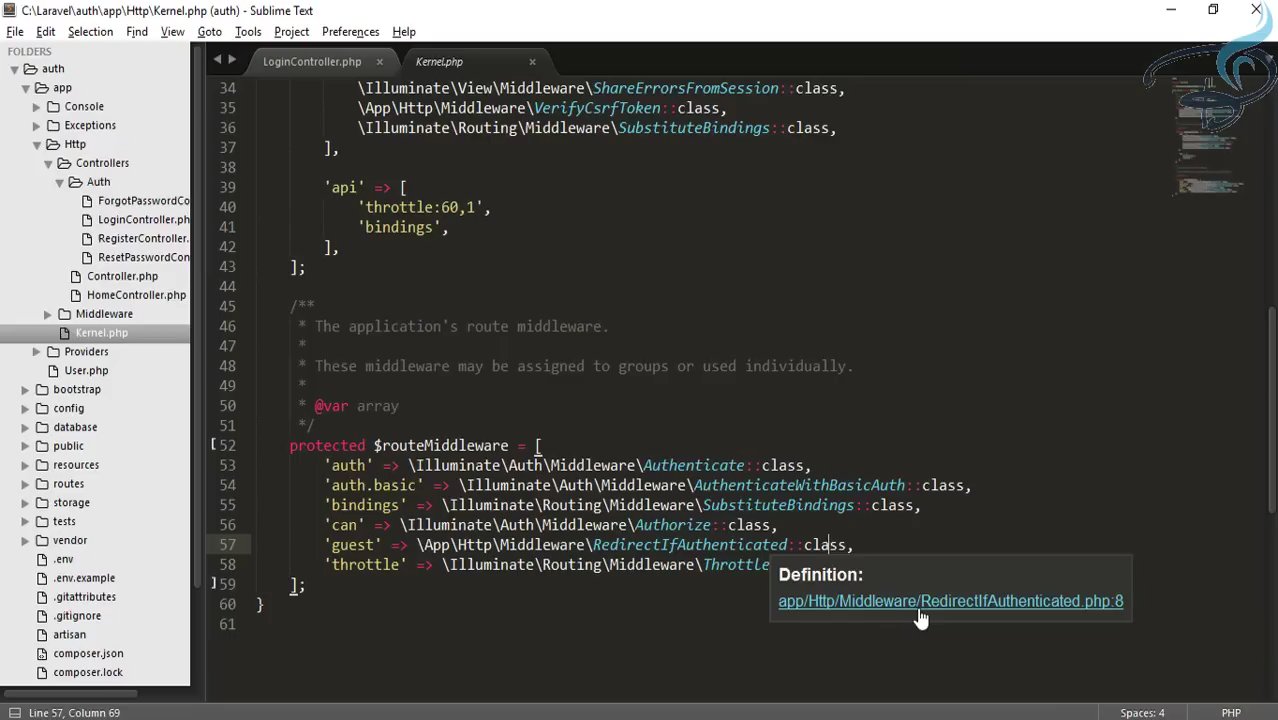 C:\Laravel\auth\app\Http\Kernel.php (auth) - Sublime Text
File Edit Selection Find View Goto Tools Project Preferences Help
FOLDERS
auth
app
Console
Exceptions
Http
Controllers
Auth
ForgotPasswordCo
LoginController.ph
RegisterController.
ResetPasswordCon
Controller.php
HomeController.php
Middleware
Kernel.php
Providers
User.php
bootstrap
config
database
public
resources
routes
storage
tests
vendor
.env
.env.example
.gitattributes
.gitignore
artisan
composer.json
composer.lock
LoginController.php
Kernel.php
34 \Illuminate\View\Middleware\ShareErrorsFromSession::class,
35 \App\Http\Middleware\VerifyCsrfToken::class,
36 \Illuminate\Routing\Middleware\SubstituteBindings::class,
37 ],
38
39 'api' => [
40 'throttle:60,1',
41 'bindings',
42 ],
43 ];
44
45 /**
46 * The application's route middleware.
47 *
48 * These middleware may be assigned to groups or used individually.
49 *
50 * @var array
51 */
52 protected $routeMiddleware = [
53 'auth' => \Illuminate\Auth\Middleware\Authenticate::class,
54 'auth.basic' => \Illuminate\Auth\Middleware\AuthenticateWithBasicAuth::class,
55 'bindings' => \Illuminate\Routing\Middleware\SubstituteBindings::class,
56 'can' => \Illuminate\Auth\Middleware\Authorize::class,
57 'guest' => \App\Http\Middleware\RedirectIfAuthenticated::class,
58 'throttle' => \Illuminate\Routing\Middleware\Throttle
59 ];
60 }
61
Definition:
app/Http/Middleware/RedirectIfAuthenticated.php:8
Line 57, Column 69
Spaces: 4
PHP